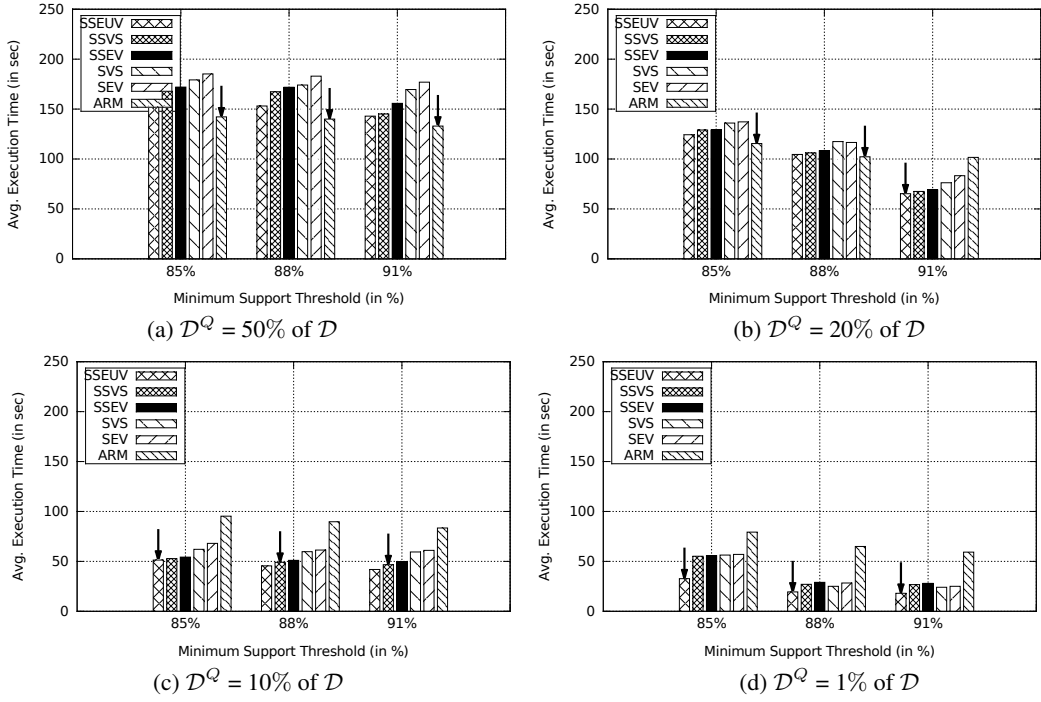 250
200
150
100
50
0
Avg. Execution Time (in sec)
SSEUV
SSVS
SSEV
SVS
SEV
ARM
85% 88% 91%
Minimum Support Threshold (in %)
(a) D^Q = 50% of D
250
200
150
100
50
0
Avg. Execution Time (in sec)
SSEUV
SSVS
SSEV
SVS
SEV
ARM
85% 88% 91%
Minimum Support Threshold (in %)
(b) D^Q = 20% of D
250
200
150
100
50
0
Avg. Execution Time (in sec)
SSEUV
SSVS
SSEV
SVS
SEV
ARM
85% 88% 91%
Minimum Support Threshold (in %)
(c) D^Q = 10% of D
250
200
150
100
50
0
Avg. Execution Time (in sec)
SSEUV
SSVS
SSEV
SVS
SEV
ARM
85% 88% 91%
Minimum Support Threshold (in %)
(d) D^Q = 1% of D